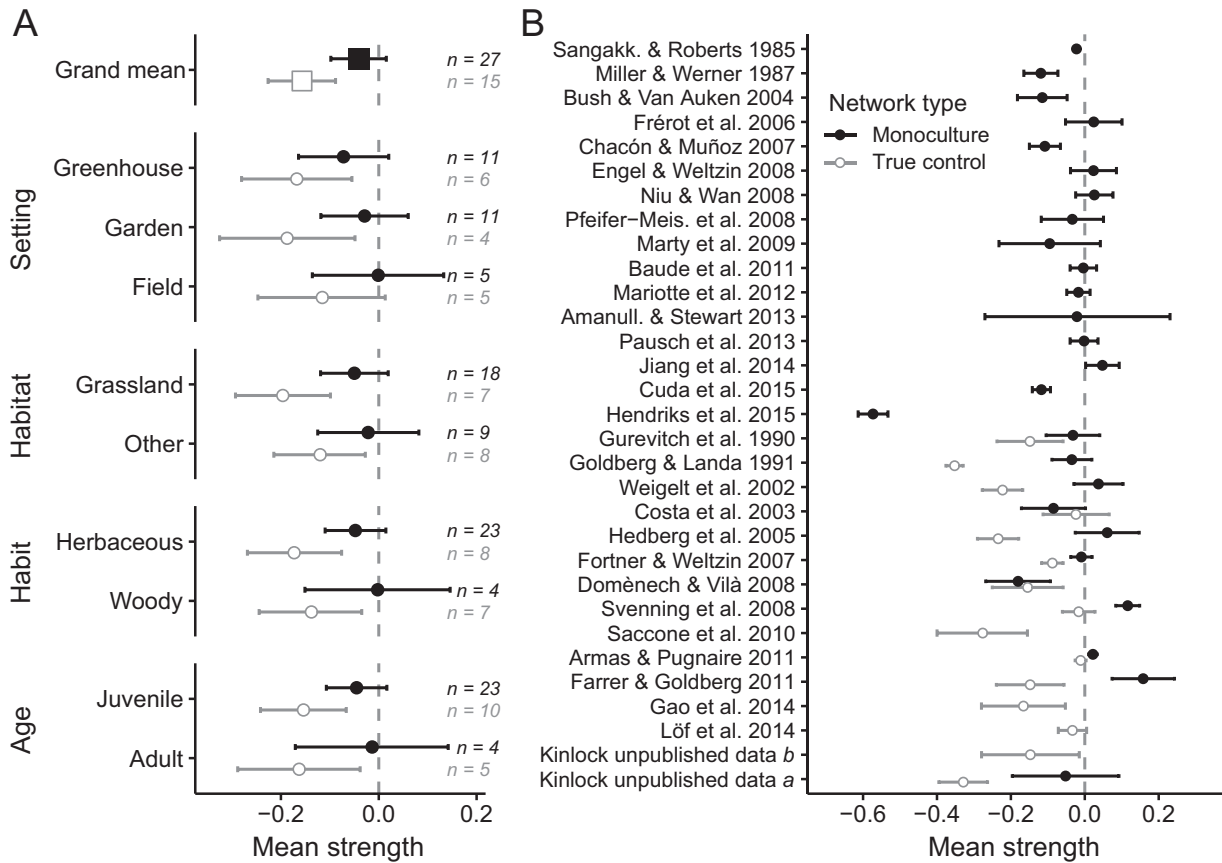 A
Grand mean
n = 27
n = 15
Setting
Greenhouse
n = 11
n = 6
Garden
n = 11
n = 4
Field
n = 5
n = 5
Habitat
Grassland
n = 18
n = 7
Other
n = 9
n = 8
Habit
Herbaceous
n = 23
n = 8
Woody
n = 4
n = 7
Age
Juvenile
n = 23
n = 10
Adult
n = 4
n = 5
−0.2 0.0 0.2
Mean strength
B
Sangakk. & Roberts 1985
Miller & Werner 1987
Bush & Van Auken 2004
Frérot et al. 2006
Chacón & Muñoz 2007
Engel & Weltzin 2008
Niu & Wan 2008
Pfeifer−Meis. et al. 2008
Marty et al. 2009
Baude et al. 2011
Mariotte et al. 2012
Amanull. & Stewart 2013
Pausch et al. 2013
Jiang et al. 2014
Cuda et al. 2015
Hendriks et al. 2015
Gurevitch et al. 1990
Goldberg & Landa 1991
Weigelt et al. 2002
Costa et al. 2003
Hedberg et al. 2005
Fortner & Weltzin 2007
Domènech & Vilà 2008
Svenning et al. 2008
Saccone et al. 2010
Armas & Pugnaire 2011
Farrer & Goldberg 2011
Gao et al. 2014
Löf et al. 2014
Kinlock unpublished data b
Kinlock unpublished data a
Network type
Monoculture
True control
−0.6 −0.4 −0.2 0.0 0.2
Mean strength